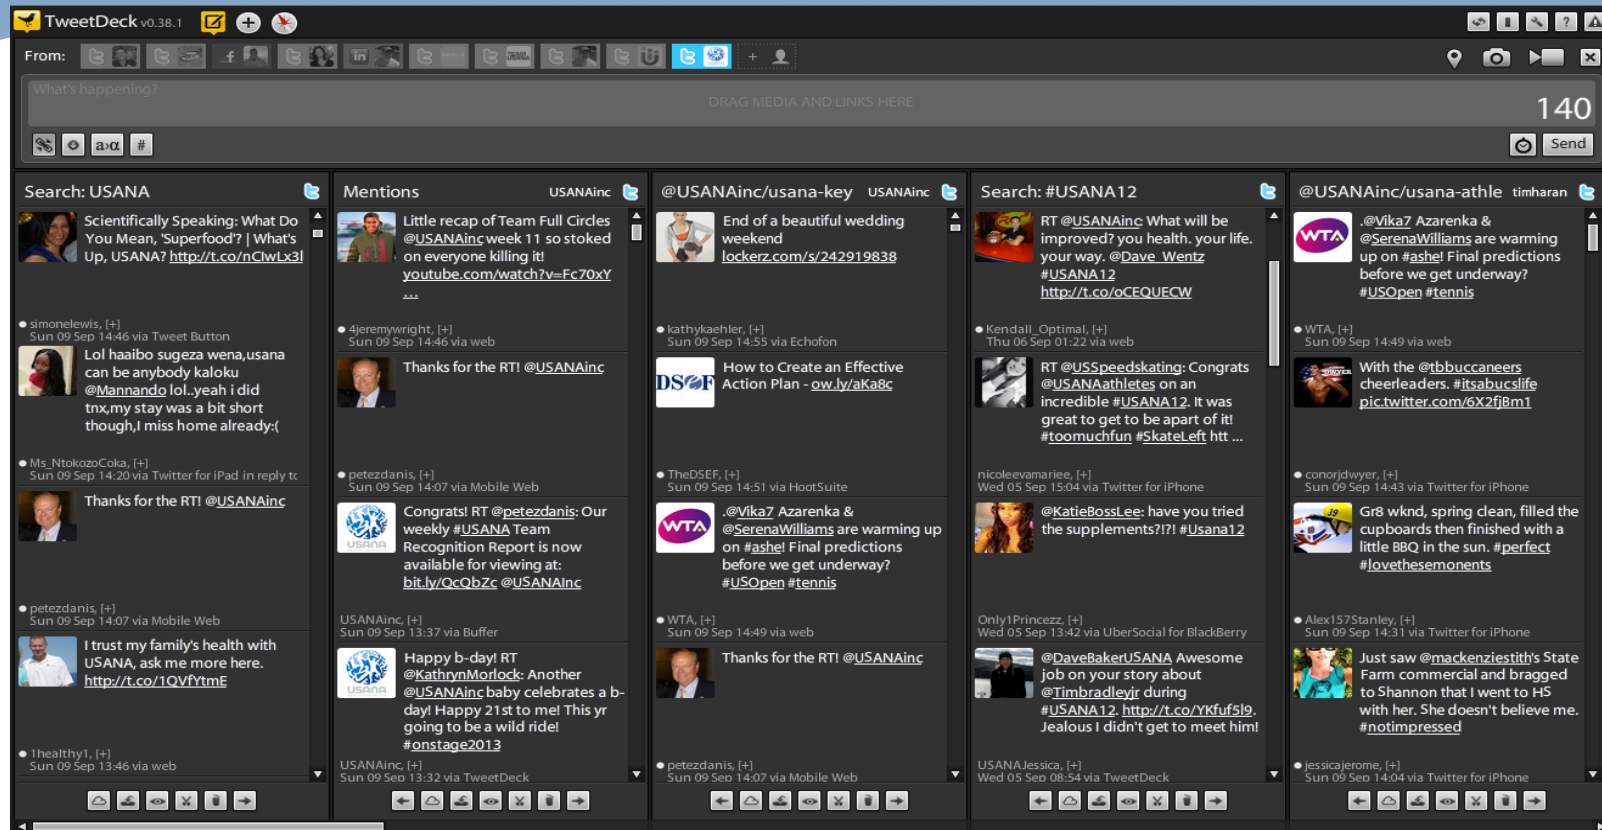 TweetDeck v0.38.1
From:
What's happening?
DRAG MEDIA AND LINKS HERE
140
a›α
#
Send
Search: USANA
Scientifically Speaking: What Do
You Mean, 'Superfood'? | What's
Up, USANA? http://t.co/nClwLx3l
simonelewis, [+]
Sun 09 Sep 14:46 via Tweet Button
Lol haaibo sugeza wena,usana
can be anybody kaloku
@Mannando lol..yeah i did
tnx,my stay was a bit short
though,I miss home already:(
Ms_NtokozoCoka, [+]
Sun 09 Sep 14:20 via Twitter for iPad in reply to
Thanks for the RT! @USANAinc
petezdanis, [+]
Sun 09 Sep 14:07 via Mobile Web
I trust my family's health with
USANA, ask me more here.
http://t.co/1QVfYtmE
1healthy1, [+]
Sun 09 Sep 13:46 via web
Mentions USANAinc
Little recap of Team Full Circles
@USANAinc week 11 so stoked
on everyone killing it!
youtube.com/watch?v=Fc70xY
...
4jeremywright, [+]
Sun 09 Sep 14:46 via web
Thanks for the RT! @USANAinc
petezdanis, [+]
Sun 09 Sep 14:07 via Mobile Web
Congrats! RT @petezdanis: Our
weekly #USANA Team
Recognition Report is now
available for viewing at:
bit.ly/QcQbZc @USANAInc
USANA
USANAinc, [+]
Sun 09 Sep 13:37 via Buffer
Happy b-day! RT
@KathrynMorlock: Another
@USANAinc baby celebrates a b-
day! Happy 21st to me! This yr
going to be a wild ride!
#onstage2013
USANA
USANAinc, [+]
Sun 09 Sep 13:32 via TweetDeck
@USANAinc/usana-key USANAinc
End of a beautiful wedding
weekend
lockerz.com/s/242919838
kathykaehler, [+]
Sun 09 Sep 14:55 via Echofon
How to Create an Effective
Action Plan - ow.ly/aKa8c
DSEF
TheDSEF, [+]
Sun 09 Sep 14:51 via HootSuite
.@Vika7 Azarenka &
@SerenaWilliams are warming up
on #ashe! Final predictions
before we get underway?
#USOpen #tennis
WTA
WTA, [+]
Sun 09 Sep 14:49 via web
Thanks for the RT! @USANAinc
petezdanis, [+]
Sun 09 Sep 14:07 via Mobile Web
Search: #USANA12
RT @USANAinc: What will be
improved? you health. your life.
your way. @Dave_Wentz
#USANA12
http://t.co/oCEQUECW
Kendall_Optimal, [+]
Thu 06 Sep 01:22 via web
RT @USSpeedskating: Congrats
@USANAathletes on an
incredible #USANA12. It was
great to get to be apart of it!
#toomuchfun #SkateLeft htt ...
nicoleevamariee, [+]
Wed 05 Sep 15:04 via Twitter for iPhone
@KatieBossLee: have you tried
the supplements?!?! #Usana12
Only1Princezz, [+]
Wed 05 Sep 13:42 via UberSocial for BlackBerry
@DaveBakerUSANA Awesome
job on your story about
@Timbradleyjr during
#USANA12. http://t.co/YKfuf5l9.
Jealous I didn't get to meet him!
USANAJessica, [+]
Wed 05 Sep 08:54 via TweetDeck
@USANAinc/usana-athle timharan
.@Vika7 Azarenka &
@SerenaWilliams are warming
up on #ashe! Final predictions
before we get underway?
#USOpen #tennis
WTA
WTA, [+]
Sun 09 Sep 14:49 via web
With the @tbbuccaneers
cheerleaders. #itsabucslife
pic.twitter.com/6X2fjBm1
conorjdwyer, [+]
Sun 09 Sep 14:43 via Twitter for iPhone
Gr8 wknd, spring clean, filled the
cupboards then finished with a
little BBQ in the sun. #perfect
#lovethesemonents
Alex157Stanley, [+]
Sun 09 Sep 14:31 via Twitter for iPhone
Just saw @mackenziestith's State
Farm commercial and bragged
to Shannon that I went to HS
with her. She doesn't believe me.
#notimpressed
jessicajerome, [+]
Sun 09 Sep 14:04 via Twitter for iPhone